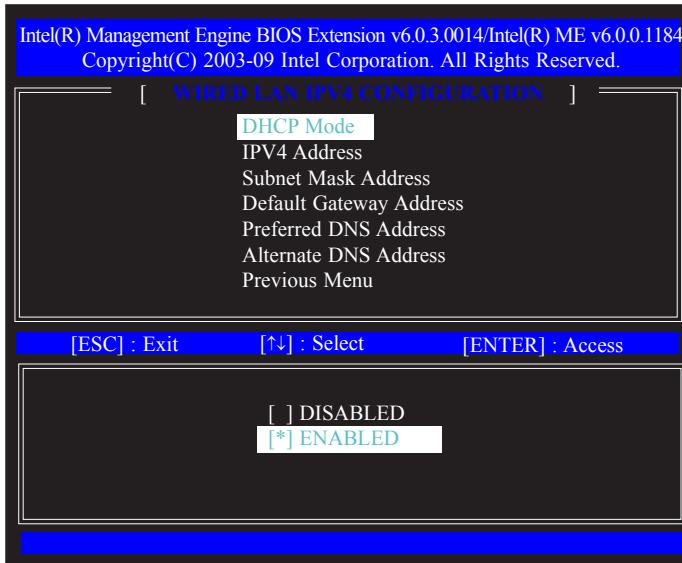 Intel(R) Management Engine BIOS Extension v6.0.3.0014/Intel(R) ME v6.0.0.1184
Copyright(C) 2003-09 Intel Corporation. All Rights Reserved.
[ WIRED LAN IPV4 CONFIGURATION ]
DHCP Mode
IPV4 Address
Subnet Mask Address
Default Gateway Address
Preferred DNS Address
Alternate DNS Address
Previous Menu
[ESC] : Exit [↑↓] : Select [ENTER] : Access
[ ] DISABLED
[*] ENABLED